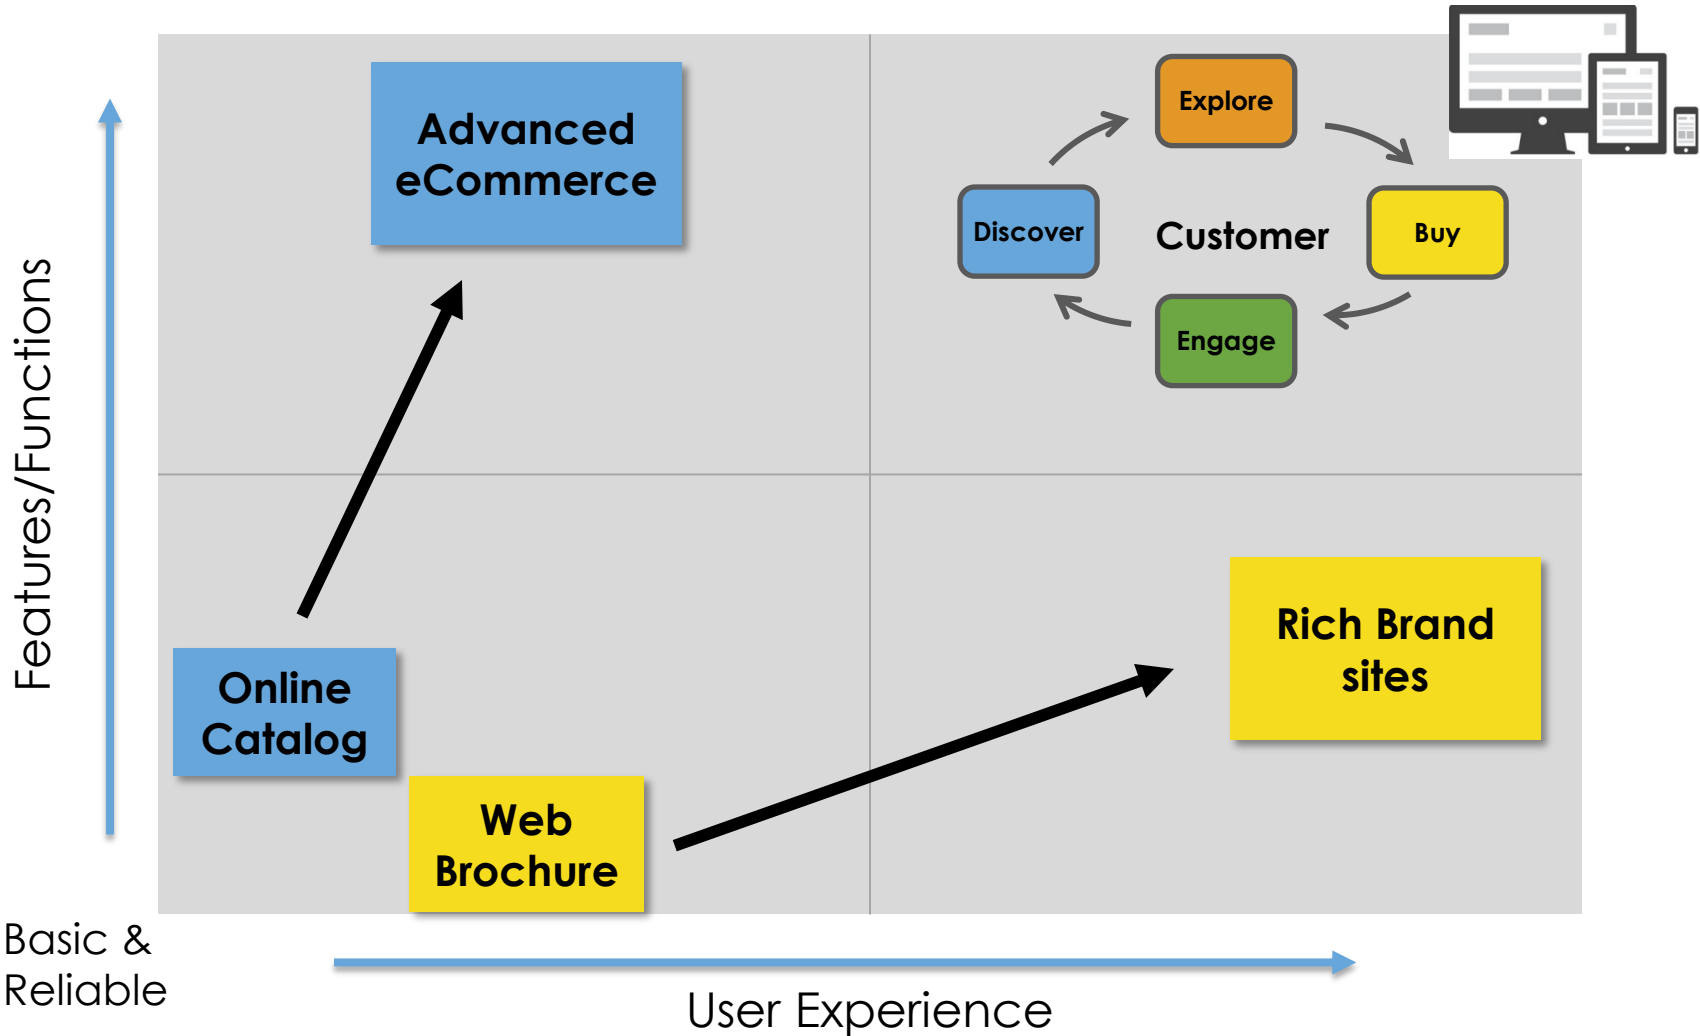 Advanced
eCommerce
Explore
Discover
Customer
Buy
Engage
Features/Functions
Online
Catalog
Web
Brochure
Rich Brand
sites
Basic &
Reliable
User Experience